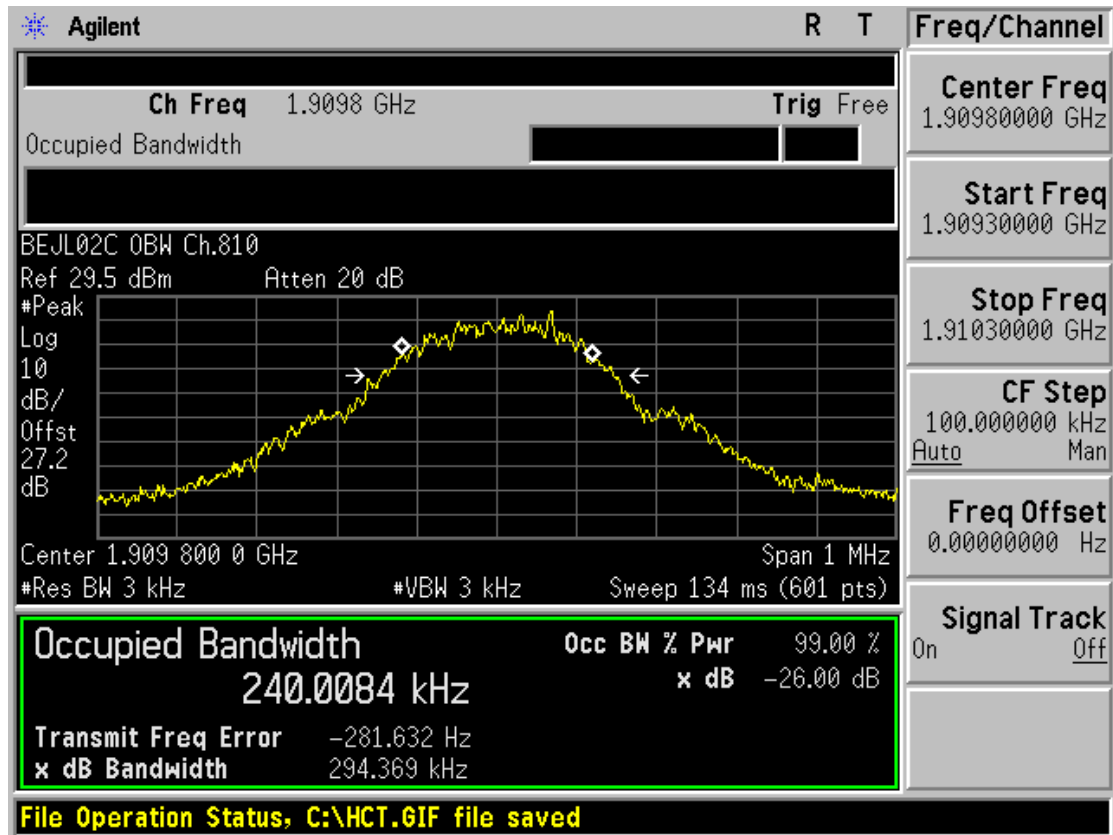 Agilent R T Freq/Channel
Ch Freq 1.9098 GHz Trig Free
Occupied Bandwidth
BEJL02C OBW Ch.810
Ref 29.5 dBm Atten 20 dB
#Peak
Log
10
dB/
Offst
27.2
dB
Center 1.909 800 0 GHz Span 1 MHz
#Res BW 3 kHz #VBW 3 kHz Sweep 134 ms (601 pts)
Occupied Bandwidth
240.0084 kHz
Occ BW % Pwr 99.00 %
x dB -26.00 dB
Transmit Freq Error -281.632 Hz
x dB Bandwidth 294.369 kHz
File Operation Status, C:\HCT.GIF file saved
Center Freq
1.90980000 GHz
Start Freq
1.90930000 GHz
Stop Freq
1.91030000 GHz
CF Step
100.000000 kHz
Auto Man
Freq Offset
0.00000000 Hz
Signal Track
On Off